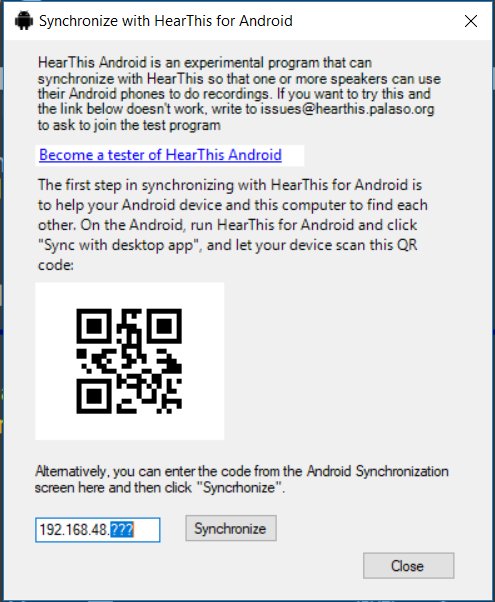 Synchronize with HearThis for Android
HearThis Android is an experimental program that can
synchronize with HearThis so that one or more speakers can use
their Android phones to do recordings. If you want to try this and
the link below doesn't work, write to issues@hearthis.palaso.org
to ask to join the test program
Become a tester of HearThis Android
The first step in synchronizing with HearThis for Android is
to help your Android device and this computer to find each
other. On the Android, run HearThis for Android and click
"Sync with desktop app", and let your device scan this QR
code:
Alternatively, you can enter the code from the Android Synchronization
screen here and then click "Syncrhonize".
192.168.48.???
Synchronize
Close